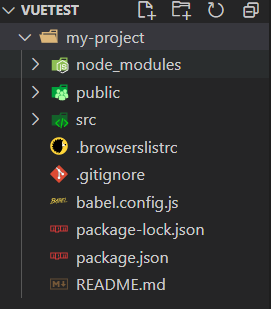 VUETEST
my-project
node_modules
public
src
.browserslistrc
.gitignore
babel.config.js
package-lock.json
package.json
README.md